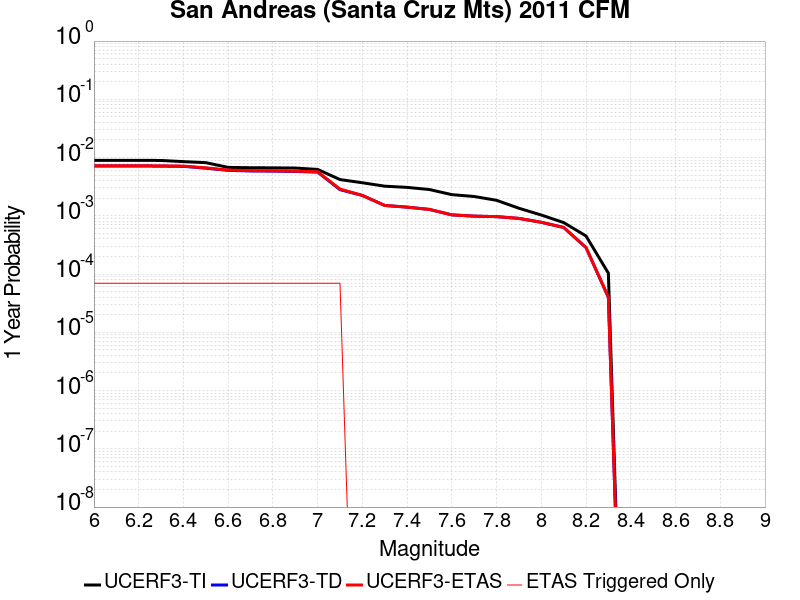 San Andreas (Santa Cruz Mts) 2011 CFM
10 0
10 -1
10 -2
10 -3
10 -4
10 -5
10 -6
10 -7
10 -8
1 Year Probability
6 6.2 6.4 6.6 6.8 7 7.2 7.4 7.6 7.8 8 8.2 8.4 8.6 8.8 9
Magnitude
UCERF3-TI UCERF3-TD UCERF3-ETAS ETAS Triggered Only